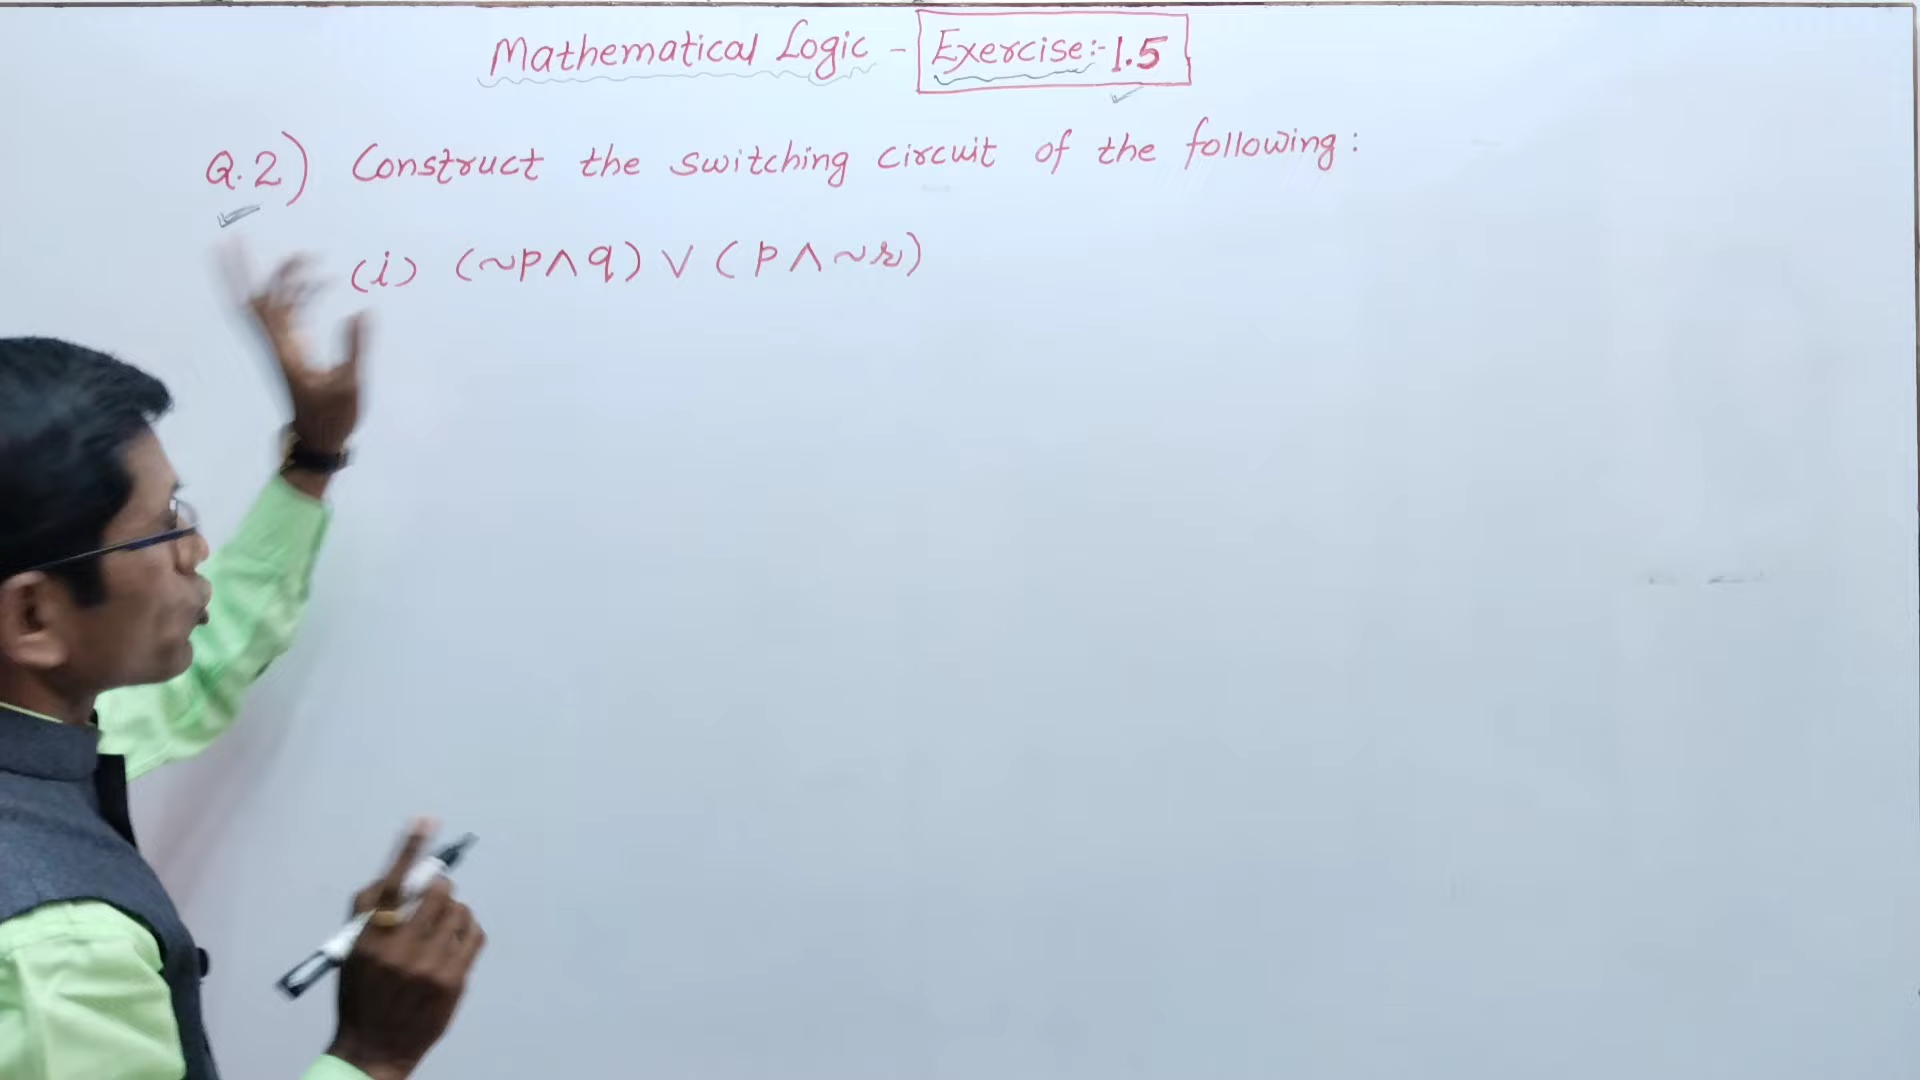 Mathematical Logic - Exercise:- 1.5
Q.2) Construct the switching circuit of the following:
(i) (~p∧q) ∨ (p∧~r)